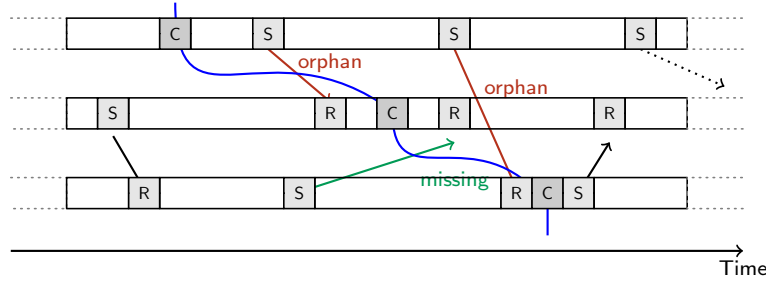 C S S S
orphan
orphan
S R C R R
missing
R S R C S
Time